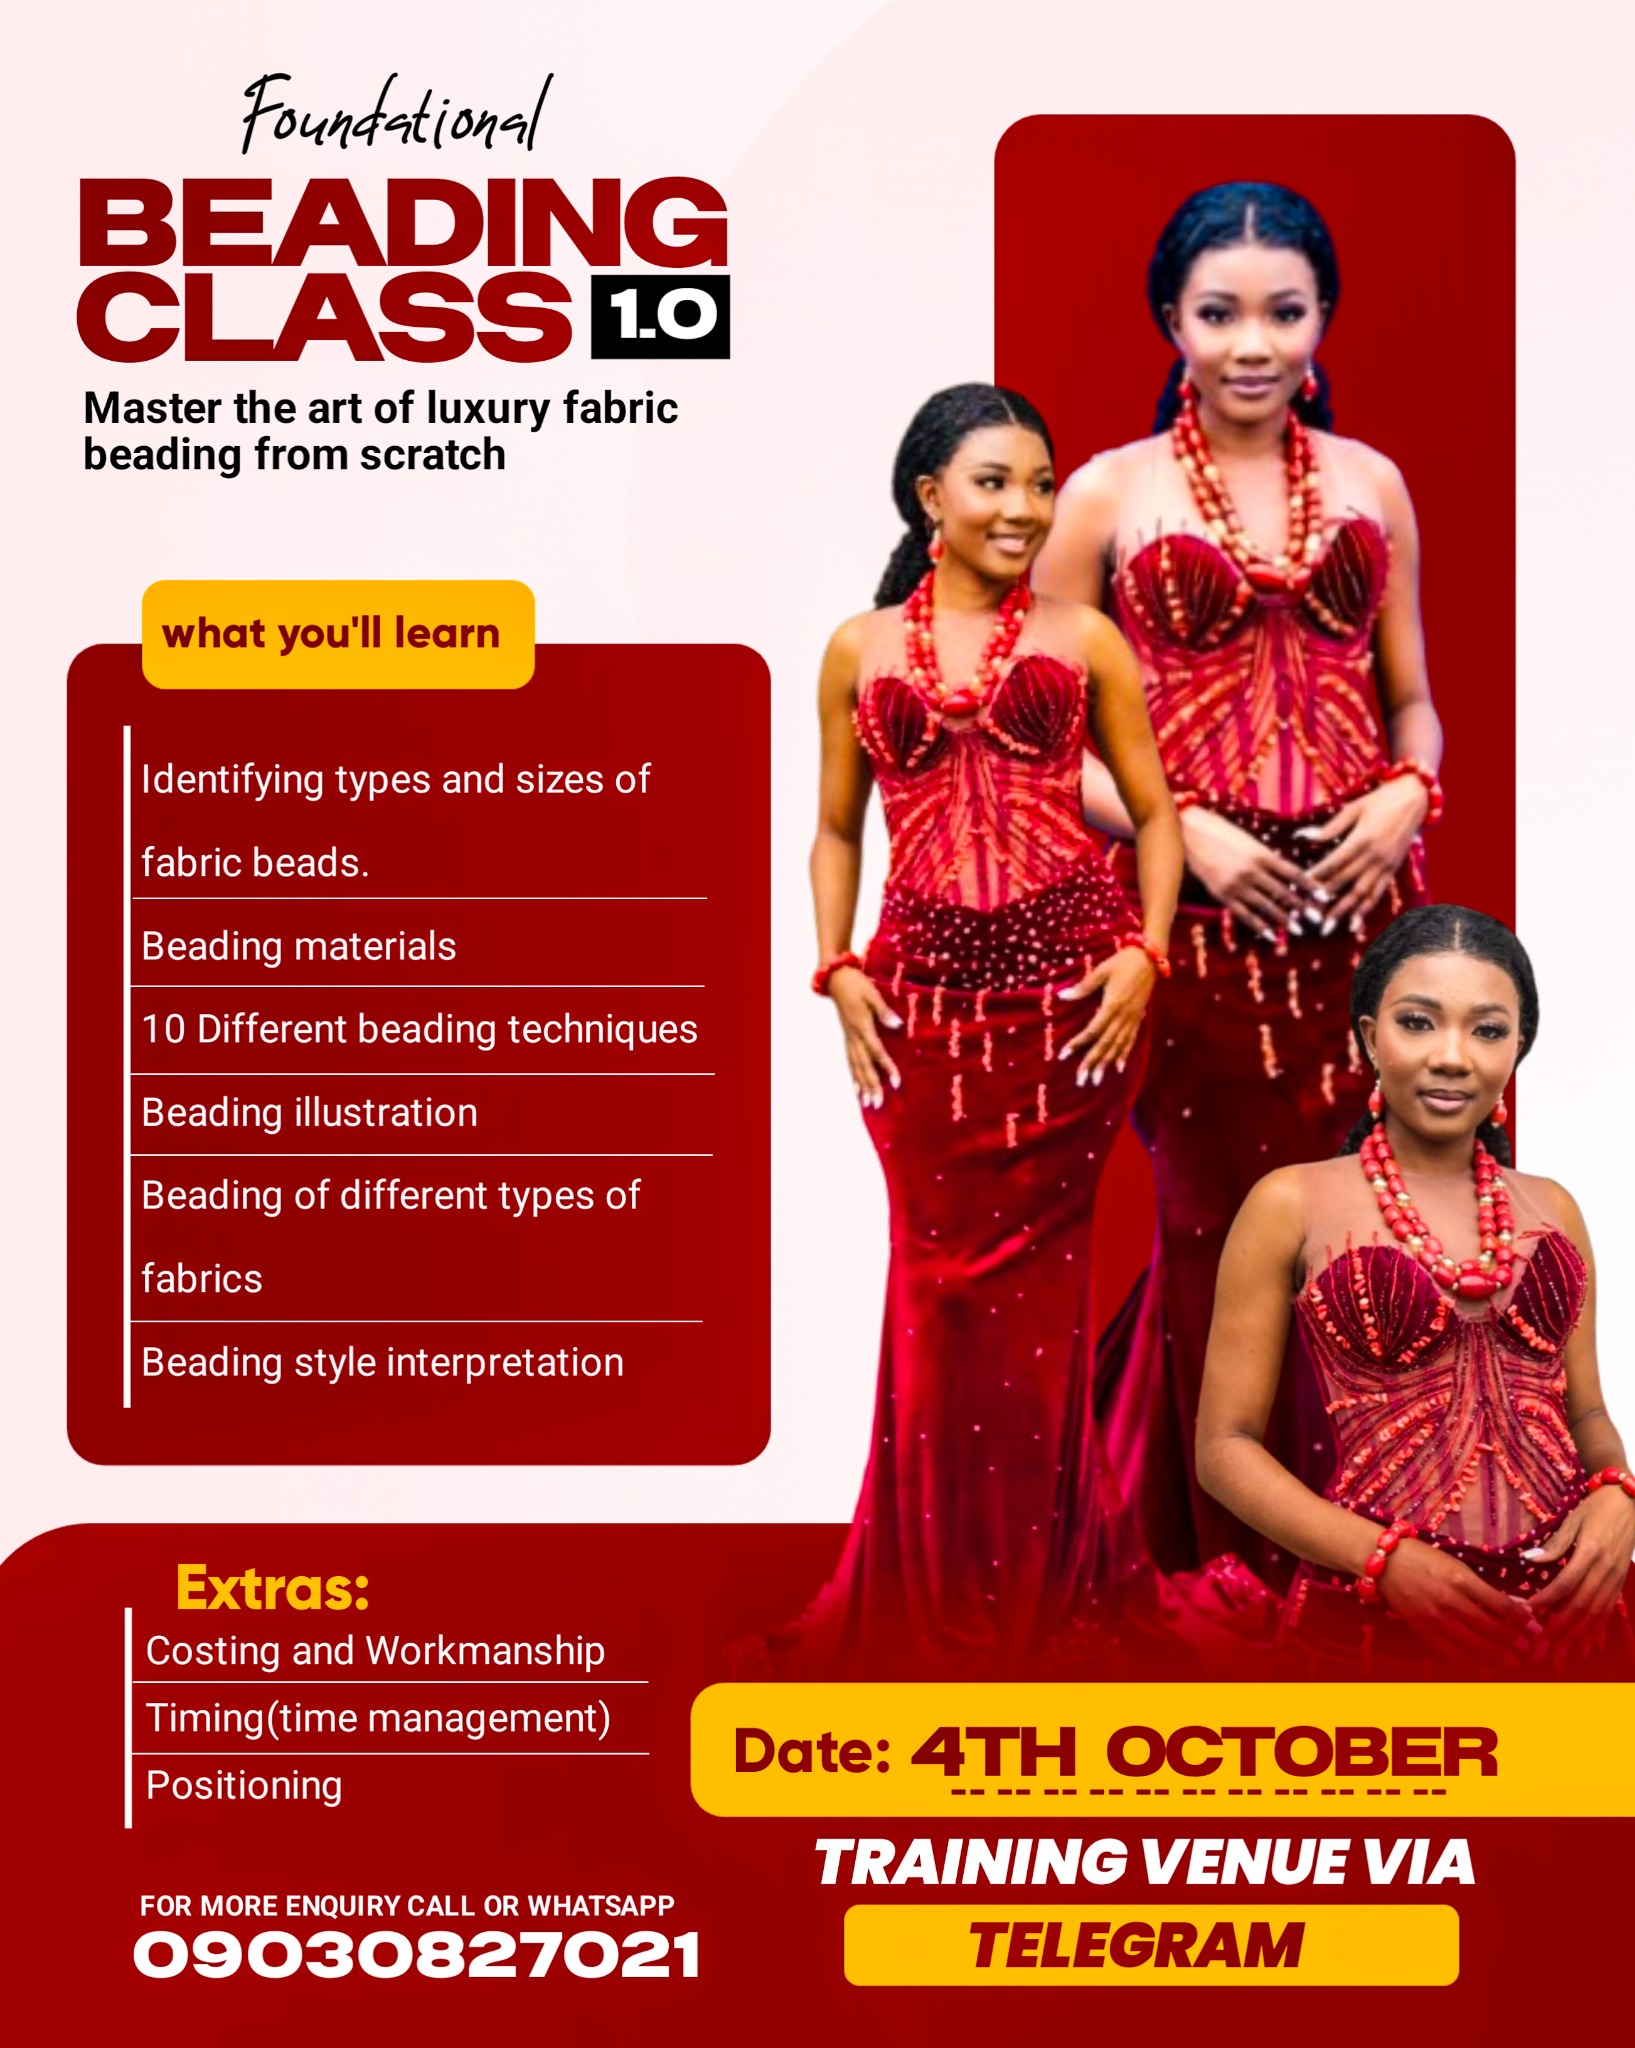 Foundational
BEADING
CLASS 1.0
Master the art of luxury fabric
beading from scratch
what you'll learn
Identifying types and sizes of
fabric beads.
Beading materials
10 Different beading techniques
Beading illustration
Beading of different types of
fabrics
Beading style interpretation
Extras:
Costing and Workmanship
Timing(time management)
Positioning
Date: 4TH OCTOBER
TRAINING VENUE VIA
TELEGRAM
FOR MORE ENQUIRY CALL OR WHATSAPP
09030827021